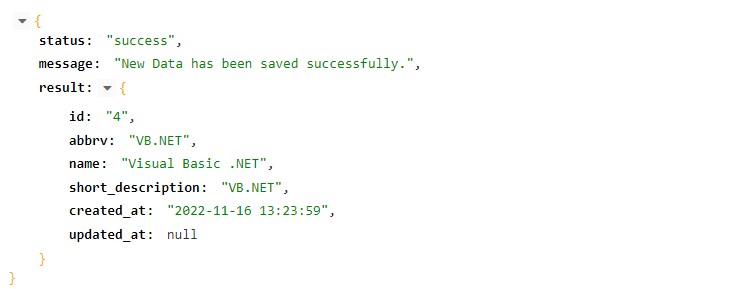 {
status: "success",
message: "New Data has been saved successfully.",
result: {
id: "4",
abbrv: "VB.NET",
name: "Visual Basic .NET",
short_description: "VB.NET",
created_at: "2022-11-16 13:23:59",
updated_at: null
}
}